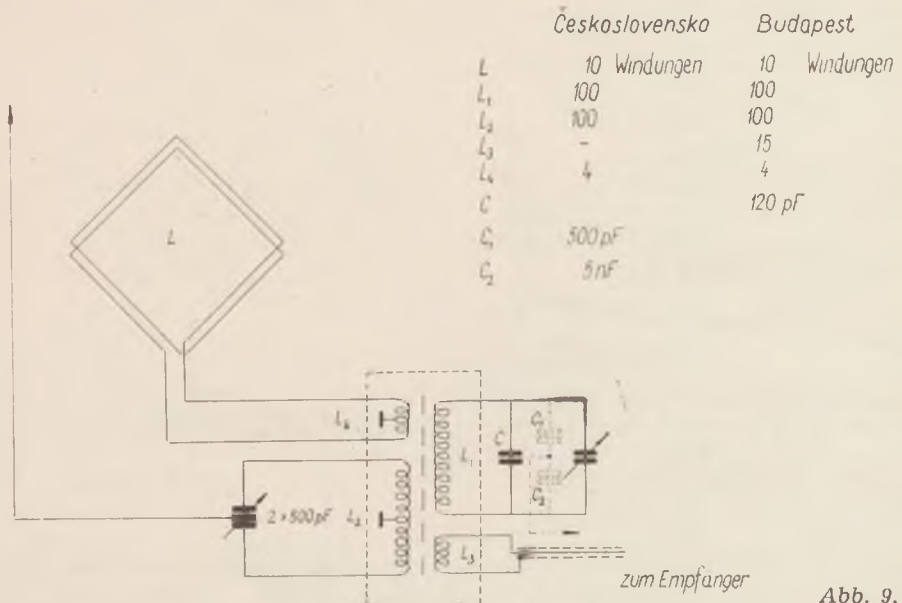 Československo Budapest
L 10 Windungen 10 Windungen
L₁ 100 100
L₂ 100 100
L₃ - 15
L₄ 4 4
C 120 pF
C₁ 500 pF
C₂ 5 nF
L
L₄
L₁
C
C₁
C₂
2 × 500 pF
L₂
L₃
zum Empfänger
Abb. 9.